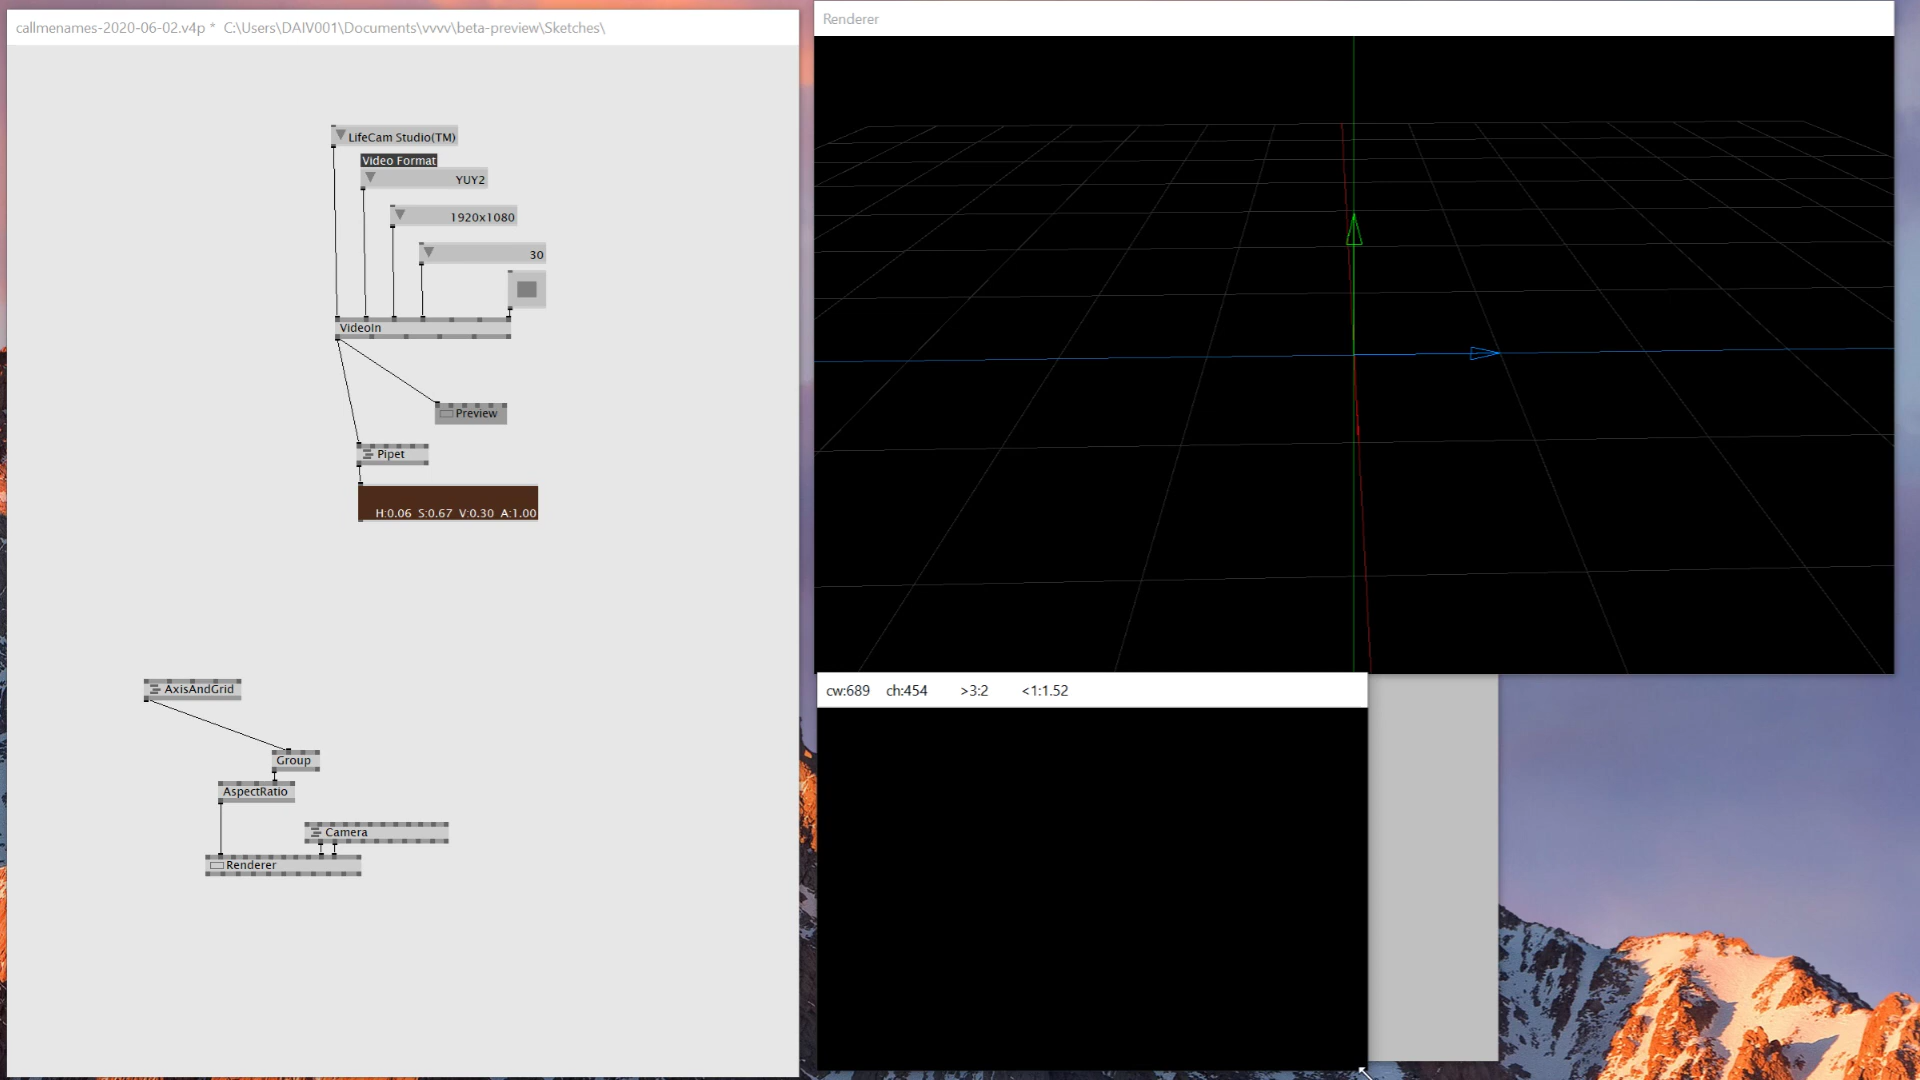 callmenames-2020-06-02.v4p * C:\Users\DAIV001\Documents\vvvv\beta-preview\Sketches\
LifeCam Studio(TM)
Video Format
YUY2
1920x1080
30
VideoIn
Preview
Pipet
H:0.06 S:0.67 V:0.30 A:1.00
AxisAndGrid
Group
AspectRatio
Camera
Renderer
Renderer
cw:689 ch:454 >3:2 <1:1.52